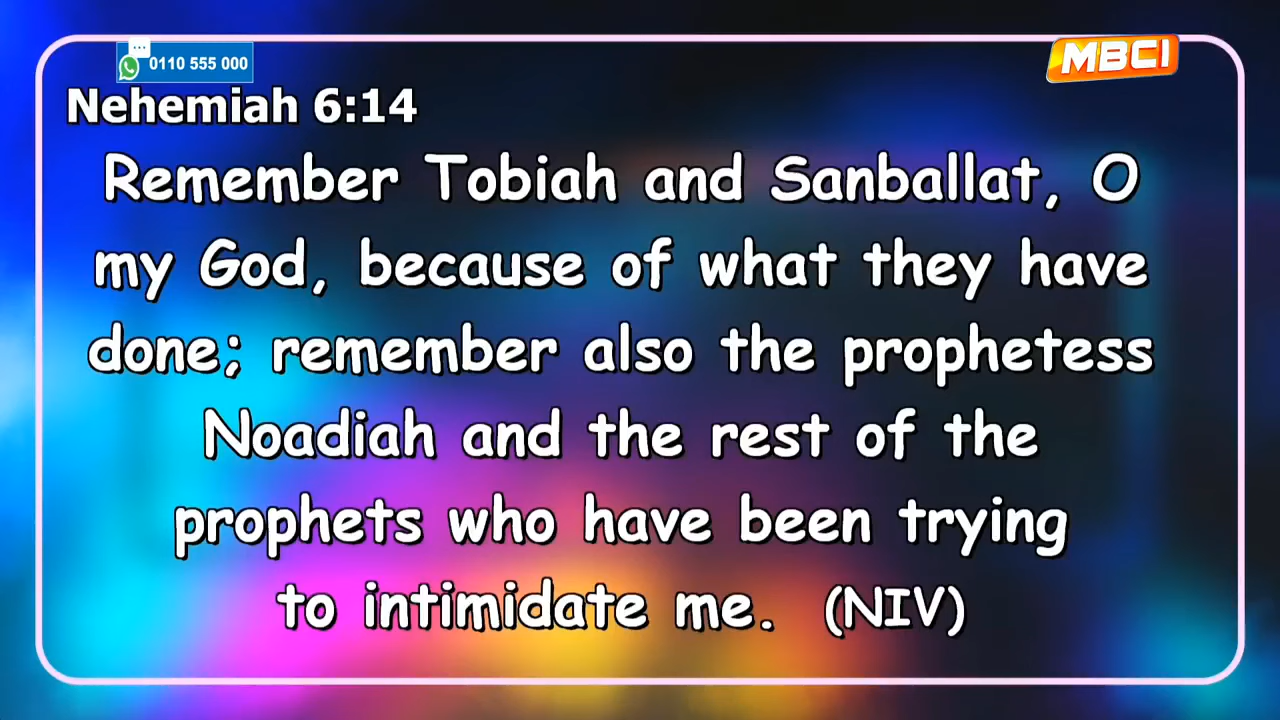 0110 555 000
MBCI
Nehemiah 6:14
Remember Tobiah and Sanballat, O
my God, because of what they have
done; remember also the prophetess
Noadiah and the rest of the
prophets who have been trying
to intimidate me. (NIV)